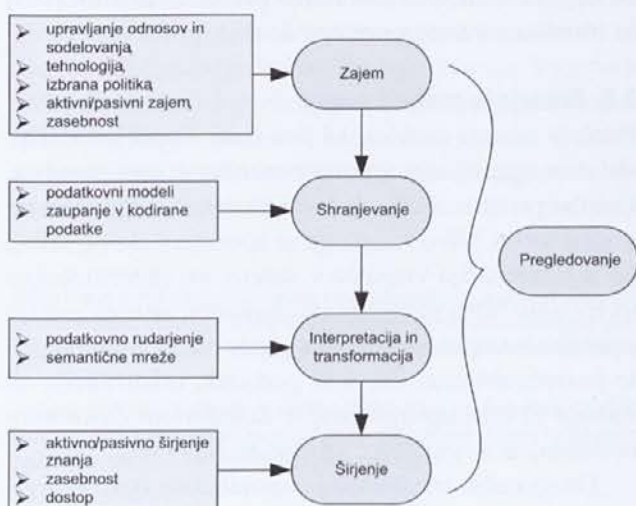 upravljanje odnosov in
sodelovanja,
tehnologija,
izbrana politika,
aktivni/pasivni zajem,
zasebnost
Zajem
podatkovni modeli
zaupanje v kodirane
podatke
Shranjevanje
Pregledovanje
podatkovno rudarjenje
semantične mreže
Interpretacija in
transformacija
aktivno/pasivno širjenje
znanja
zasebnost
dostop
Širjenje